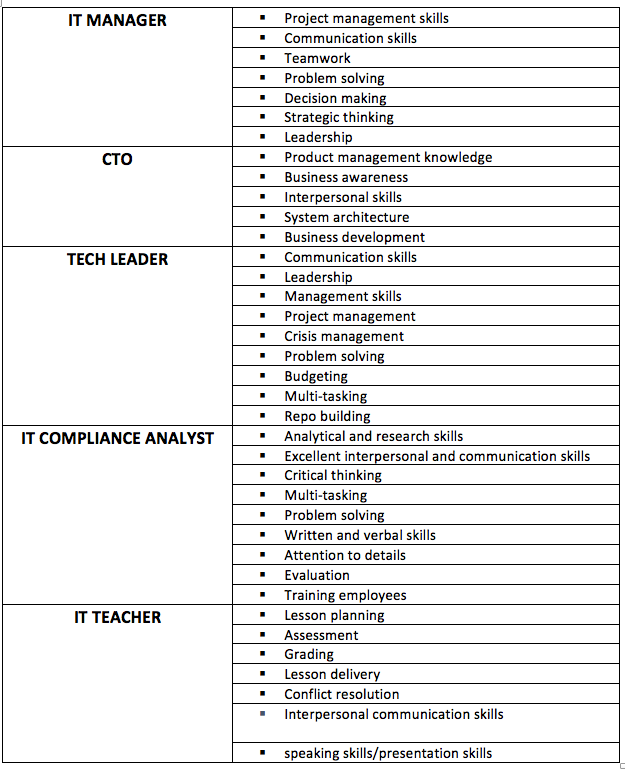 IT MANAGER
Project management skills
Communication skills
Teamwork
Problem solving
Decision making
Strategic thinking
Leadership
CTO
Product management knowledge
Business awareness
Interpersonal skills
System architecture
Business development
TECH LEADER
Communication skills
Leadership
Management skills
Project management
Crisis management
Problem solving
Budgeting
Multi-tasking
Repo building
IT COMPLIANCE ANALYST
Analytical and research skills
Excellent interpersonal and communication skills
Critical thinking
Multi-tasking
Problem solving
Written and verbal skills
Attention to details
Evaluation
Training employees
IT TEACHER
Lesson planning
Assessment
Grading
Lesson delivery
Conflict resolution
Interpersonal communication skills
speaking skills/presentation skills